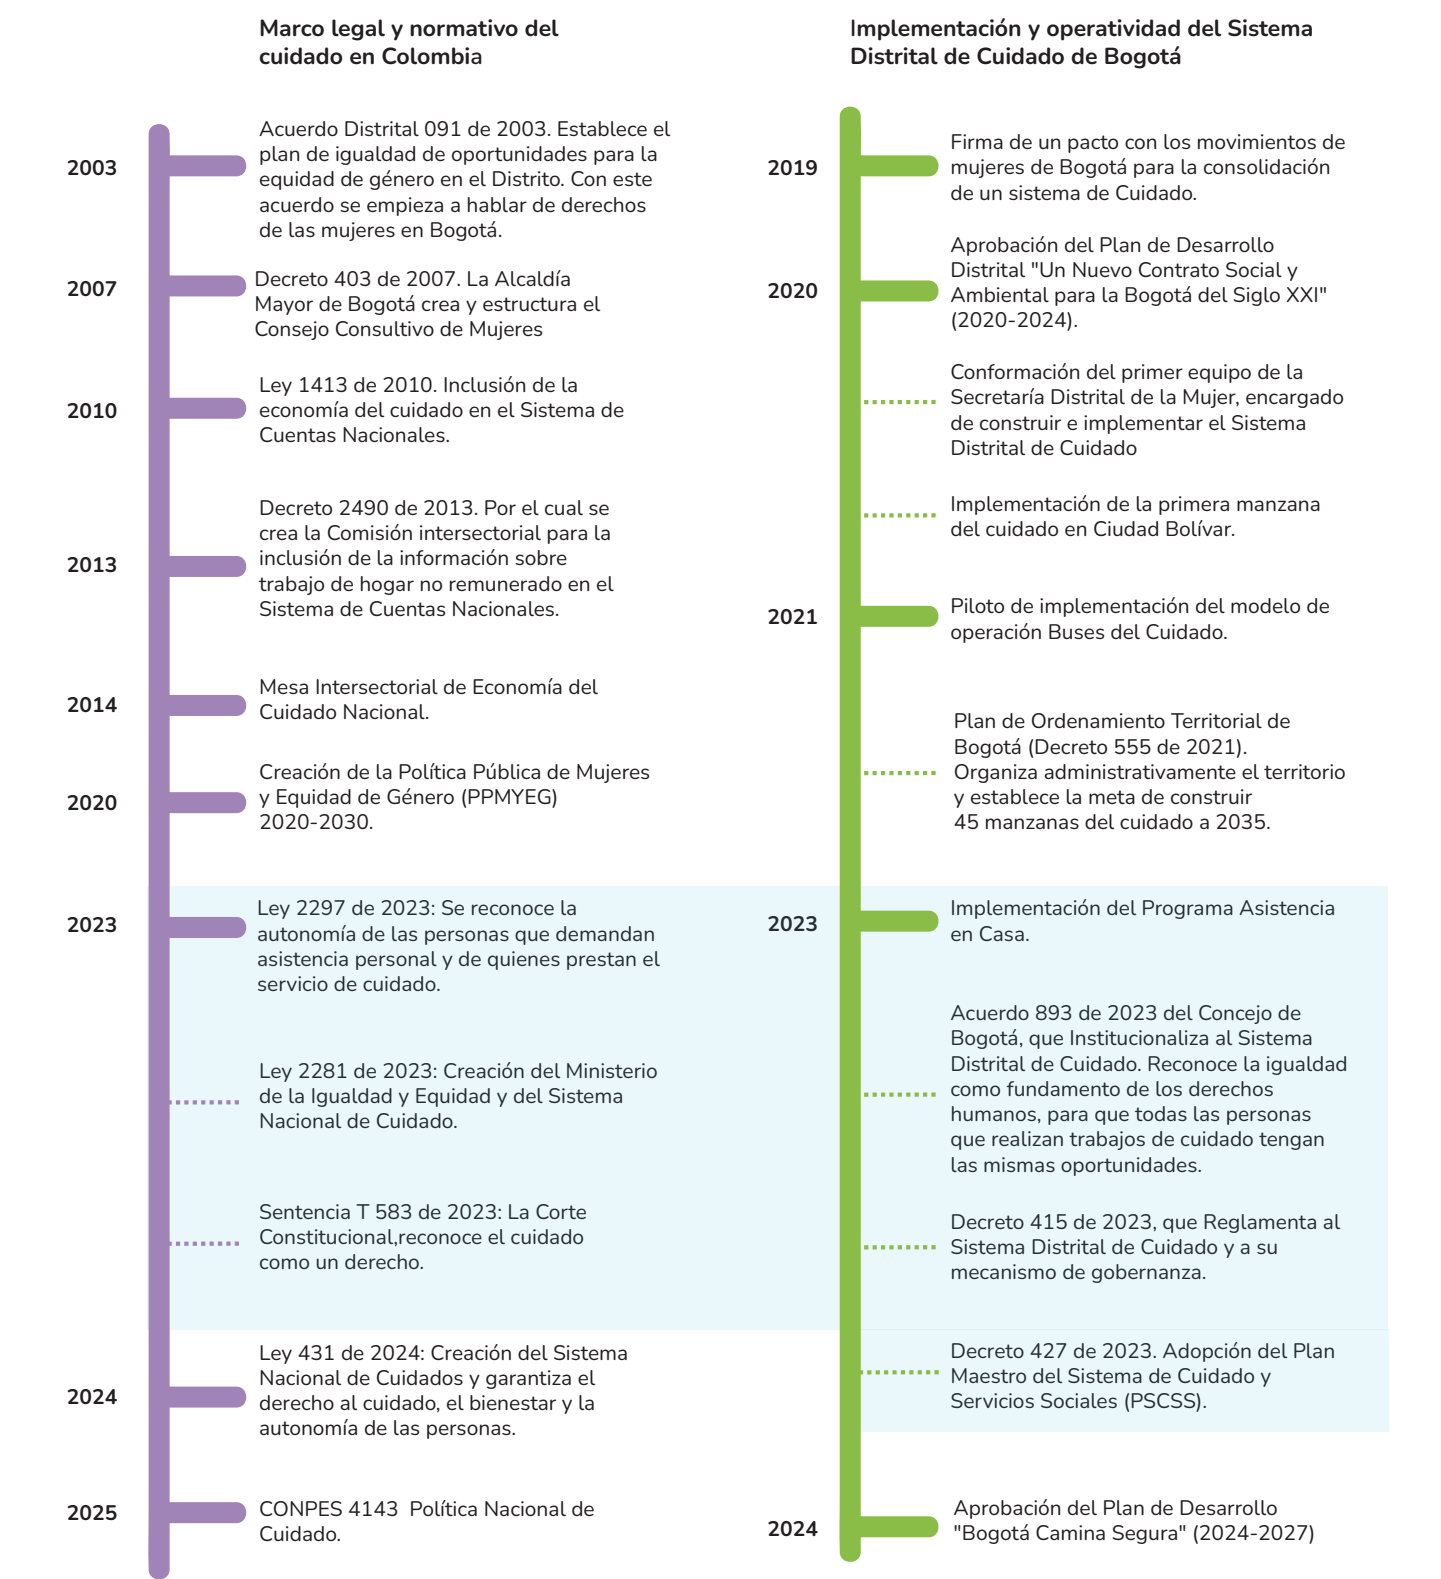 Marco legal y normativo del
cuidado en Colombia
2003
Acuerdo Distrital 091 de 2003. Establece el
plan de igualdad de oportunidades para la
equidad de género en el Distrito. Con este
acuerdo se empieza a hablar de derechos
de las mujeres en Bogotá.
2007
Decreto 403 de 2007. La Alcaldía
Mayor de Bogotá crea y estructura el
Consejo Consultivo de Mujeres
2010
Ley 1413 de 2010. Inclusión de la
economía del cuidado en el Sistema de
Cuentas Nacionales.
2013
Decreto 2490 de 2013. Por el cual se
crea la Comisión intersectorial para la
inclusión de la información sobre
trabajo de hogar no remunerado en el
Sistema de Cuentas Nacionales.
2014
Mesa Intersectorial de Economía del
Cuidado Nacional.
2020
Creación de la Política Pública de Mujeres
y Equidad de Género (PPMYEG)
2020-2030.
2023
Ley 2297 de 2023: Se reconoce la
autonomía de las personas que demandan
asistencia personal y de quienes prestan el
servicio de cuidado.
Ley 2281 de 2023: Creación del Ministerio
de la Igualdad y Equidad y del Sistema
Nacional de Cuidado.
Sentencia T 583 de 2023: La Corte
Constitucional,reconoce el cuidado
como un derecho.
2024
Ley 431 de 2024: Creación del Sistema
Nacional de Cuidados y garantiza el
derecho al cuidado, el bienestar y la
autonomía de las personas.
2025
CONPES 4143  Política Nacional de
Cuidado.
Implementación y operatividad del Sistema
Distrital de Cuidado de Bogotá
2019
Firma de un pacto con los movimientos de
mujeres de Bogotá para la consolidación
de un sistema de Cuidado.
2020
Aprobación del Plan de Desarrollo
Distrital "Un Nuevo Contrato Social y
Ambiental para la Bogotá del Siglo XXI"
(2020-2024).
Conformación del primer equipo de la
Secretaría Distrital de la Mujer, encargado
de construir e implementar el Sistema
Distrital de Cuidado
Implementación de la primera manzana
del cuidado en Ciudad Bolívar.
2021
Piloto de implementación del modelo de
operación Buses del Cuidado.
Plan de Ordenamiento Territorial de
Bogotá (Decreto 555 de 2021).
Organiza administrativamente el territorio
y establece la meta de construir
45 manzanas del cuidado a 2035.
2023
Implementación del Programa Asistencia
en Casa.
Acuerdo 893 de 2023 del Concejo de
Bogotá, que Institucionaliza al Sistema
Distrital de Cuidado. Reconoce la igualdad
como fundamento de los derechos
humanos, para que todas las personas
que realizan trabajos de cuidado tengan
las mismas oportunidades.
Decreto 415 de 2023, que Reglamenta al
Sistema Distrital de Cuidado y a su
mecanismo de gobernanza.
Decreto 427 de 2023. Adopción del Plan
Maestro del Sistema de Cuidado y
Servicios Sociales (PSCSS).
2024
Aprobación del Plan de Desarrollo
"Bogotá Camina Segura" (2024-2027)